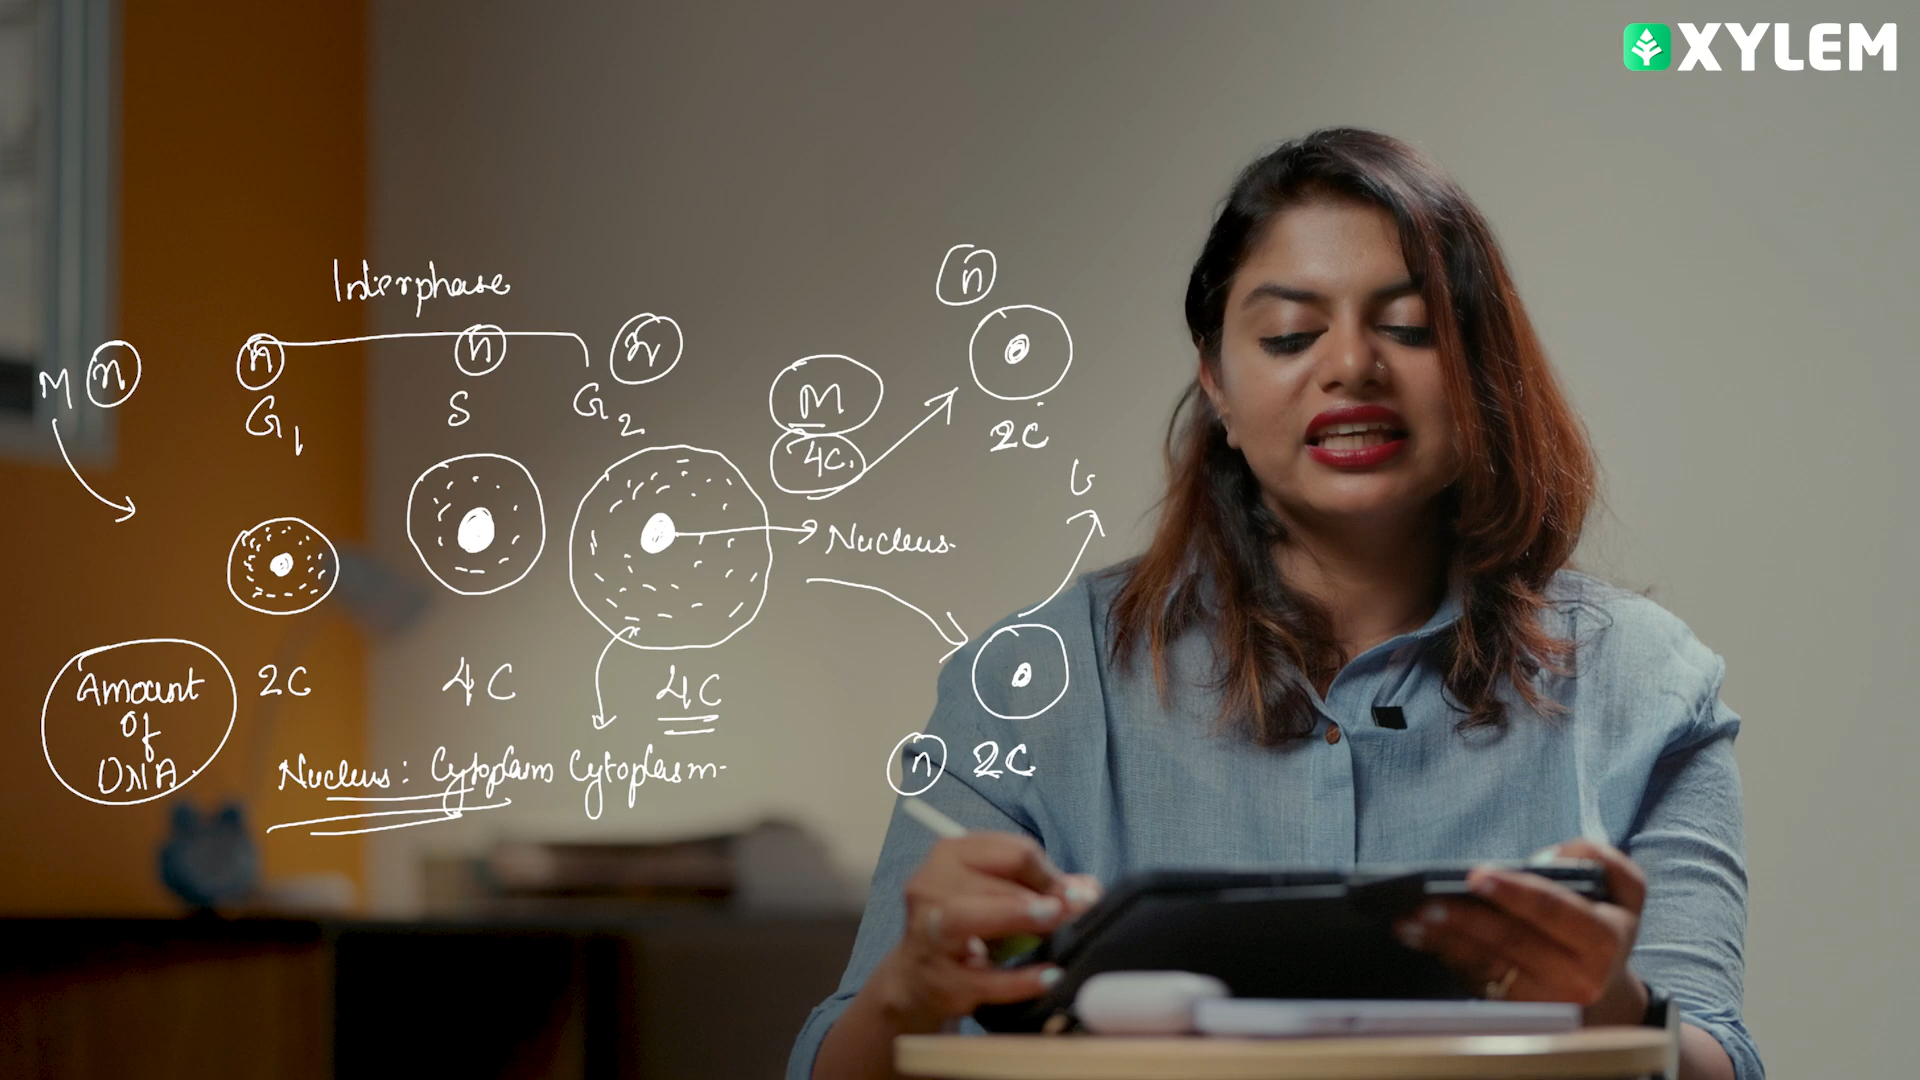 XYLEM
Interphase
n
M n
n n n
G1 S G2
M
4C.
2C
G
Nucleus
Amount
Of
DNA.
2C 4C 4C
Nucleus : Cytoplasm Cytoplasm
n 2C